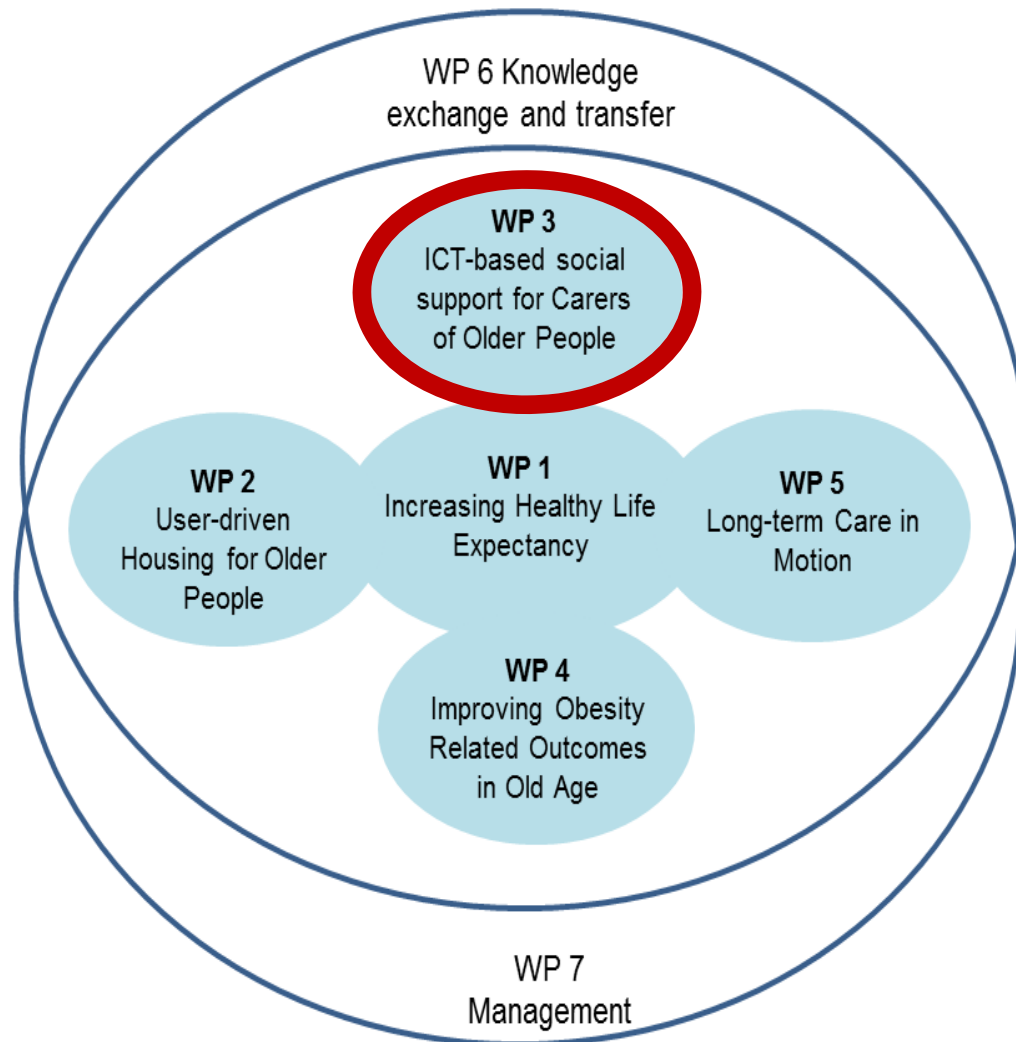 WP 6 Knowledge
exchange and transfer
WP 3
ICT-based social
support for Carers
of Older People
WP 2
User-driven
Housing for Older
People
WP 1
Increasing Healthy Life
Expectancy
WP 5
Long-term Care in
Motion
WP 4
Improving Obesity
Related Outcomes
in Old Age
WP 7
Management